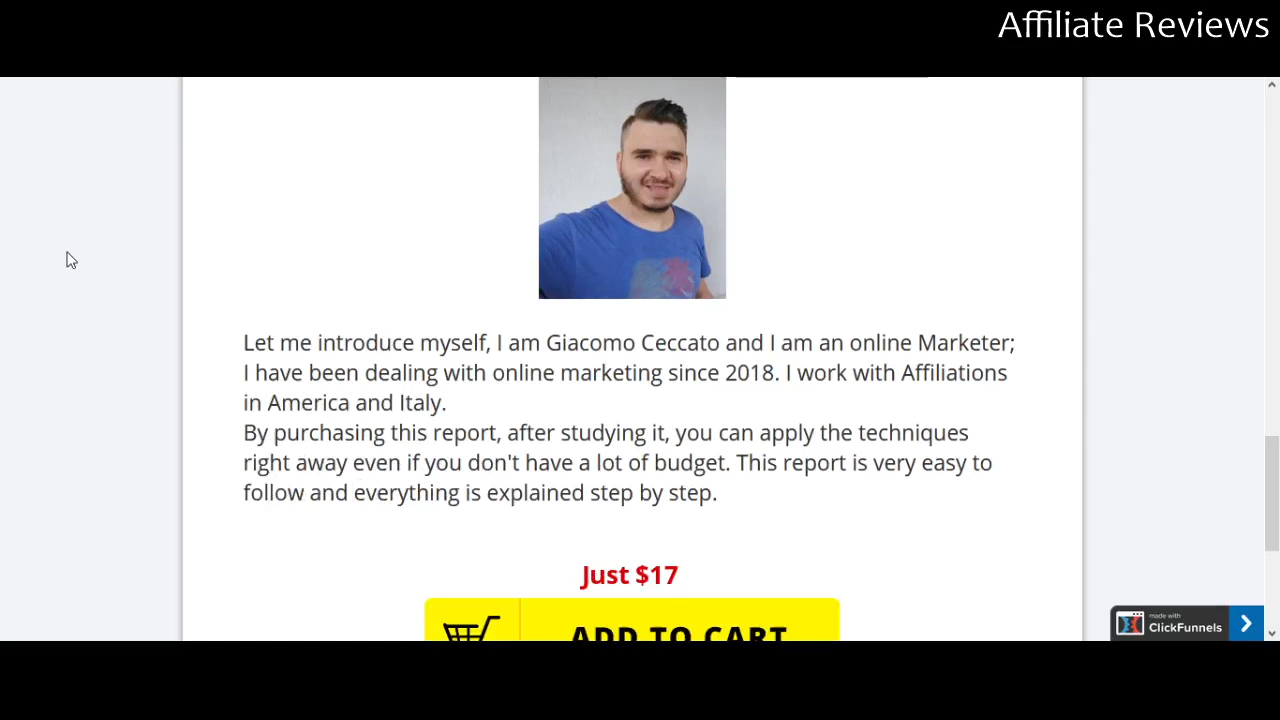 Affiliate Reviews
Let me introduce myself, I am Giacomo Ceccato and I am an online Marketer;
I have been dealing with online marketing since 2018. I work with Affiliations
in America and Italy.
By purchasing this report, after studying it, you can apply the techniques
right away even if you don't have a lot of budget. This report is very easy to
follow and everything is explained step by step.
Just $17
ADD TO CART
made with
ClickFunnels